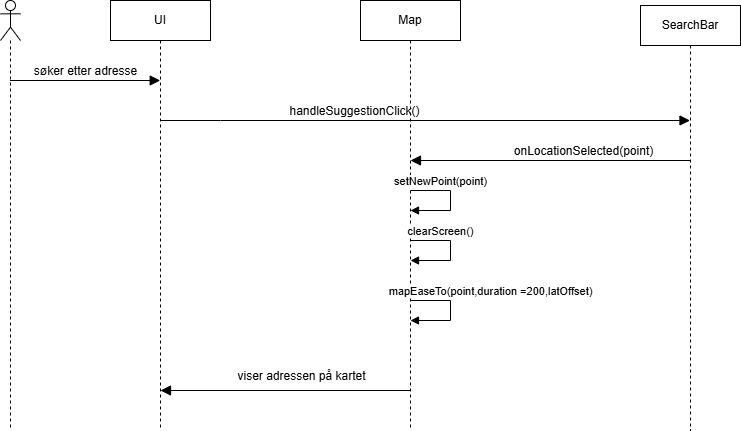 UI
Map
SearchBar
søker etter adresse
handleSuggestionClick()
onLocationSelected(point)
setNewPoint(point)
clearScreen()
mapEaseTo(point,duration =200,latOffset)
viser adressen på kartet